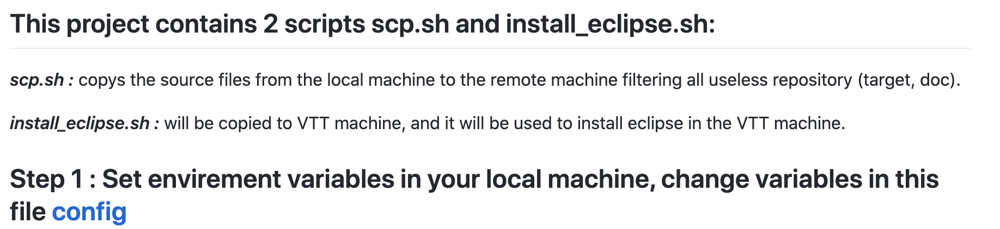 This project contains 2 scripts scp.sh and install_eclipse.sh:
scp.sh : copys the source files from the local machine to the remote machine filtering all useless repository (target, doc).
install_eclipse.sh : will be copied to VTT machine, and it will be used to install eclipse in the VTT machine.
Step 1 : Set envirement variables in your local machine, change variables in this
file config